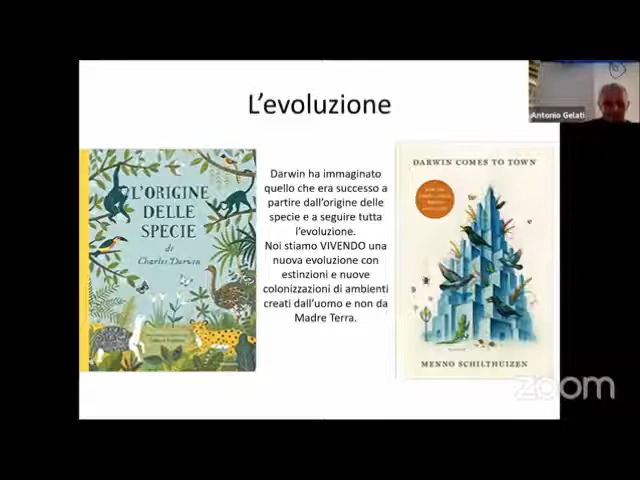 L'evoluzione
Antonio Gelati
L'ORIGINE
DELLE
SPECIE
di
Charles Darwin
Darwin ha immaginato
quello che era successo a
partire dall'origine delle
specie e a seguire tutta
l'evoluzione.
Noi stiamo VIVENDO una
nuova evoluzione con
estinzioni e nuove
colonizzazioni di ambienti
creati dall'uomo e non da
Madre Terra.
DARWIN COMES TO TOWN
MENNO SCHILTHUIZEN
zoom